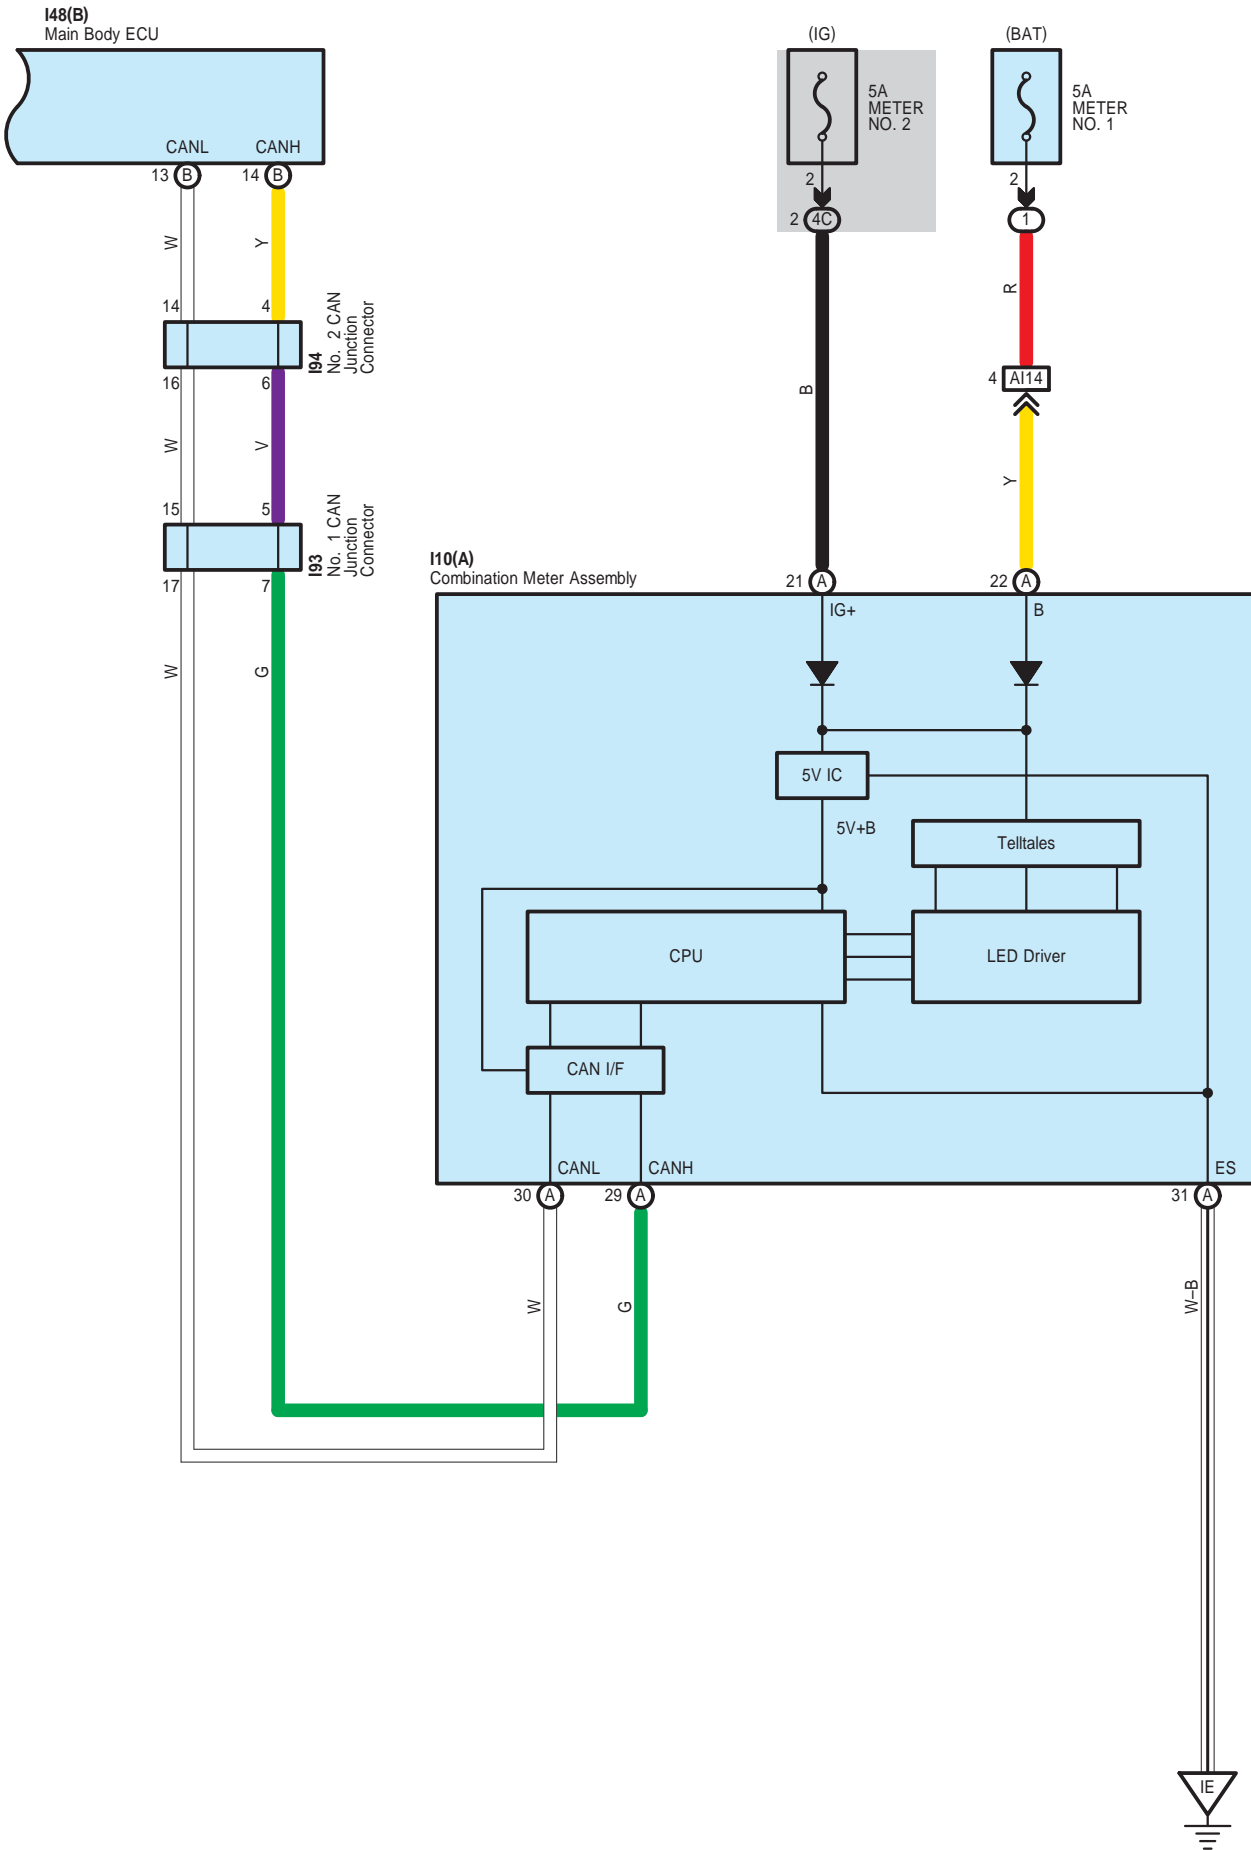 I48(B)
Main Body ECU
CANL
CANH
13
B
14
B
W
Y
14
4
I94
No. 2 CAN
Junction
Connector
16
6
W
V
15
5
I93
No. 1 CAN
Junction
Connector
17
7
W
G
(IG)
5A
METER
NO. 2
2
2
4C
B
(BAT)
5A
METER
NO. 1
2
1
R
4
AI14
Y
I10(A)
Combination Meter Assembly
21
A
22
A
IG+
B
5V IC
5V+B
Telltales
CPU
LED Driver
CAN I/F
CANL
CANH
ES
30
A
29
A
31
A
W
G
W–B
IE